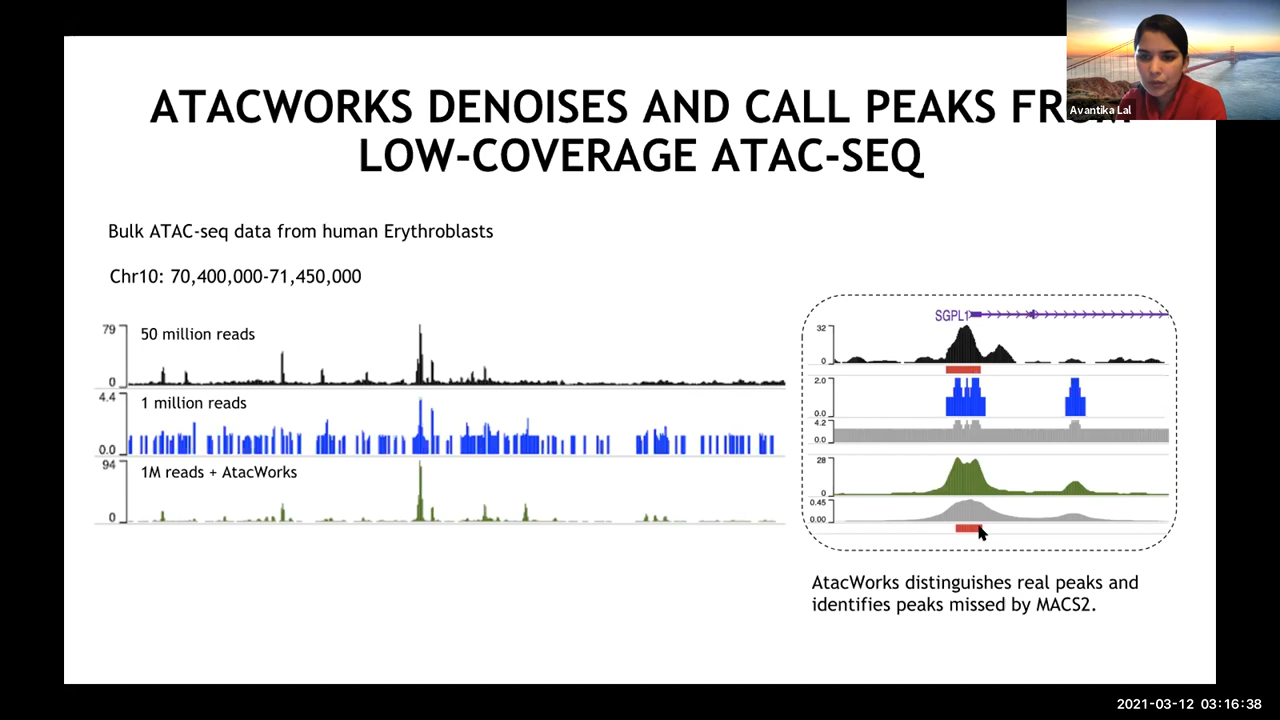 ATACWORKS DENOISES AND CALL PEAKS FROM
LOW-COVERAGE ATAC-SEQ
Avantika Lal
Bulk ATAC-seq data from human Erythroblasts
Chr10: 70,400,000-71,450,000
79
50 million reads
0
4.4
1 million reads
0.0
94
1M reads + AtacWorks
0
SGPL1
32
0
2.0
0.0
4.2
0.0
28
0
0.45
0.00
AtacWorks distinguishes real peaks and
identifies peaks missed by MACS2.
2021-03-12 03:16:38